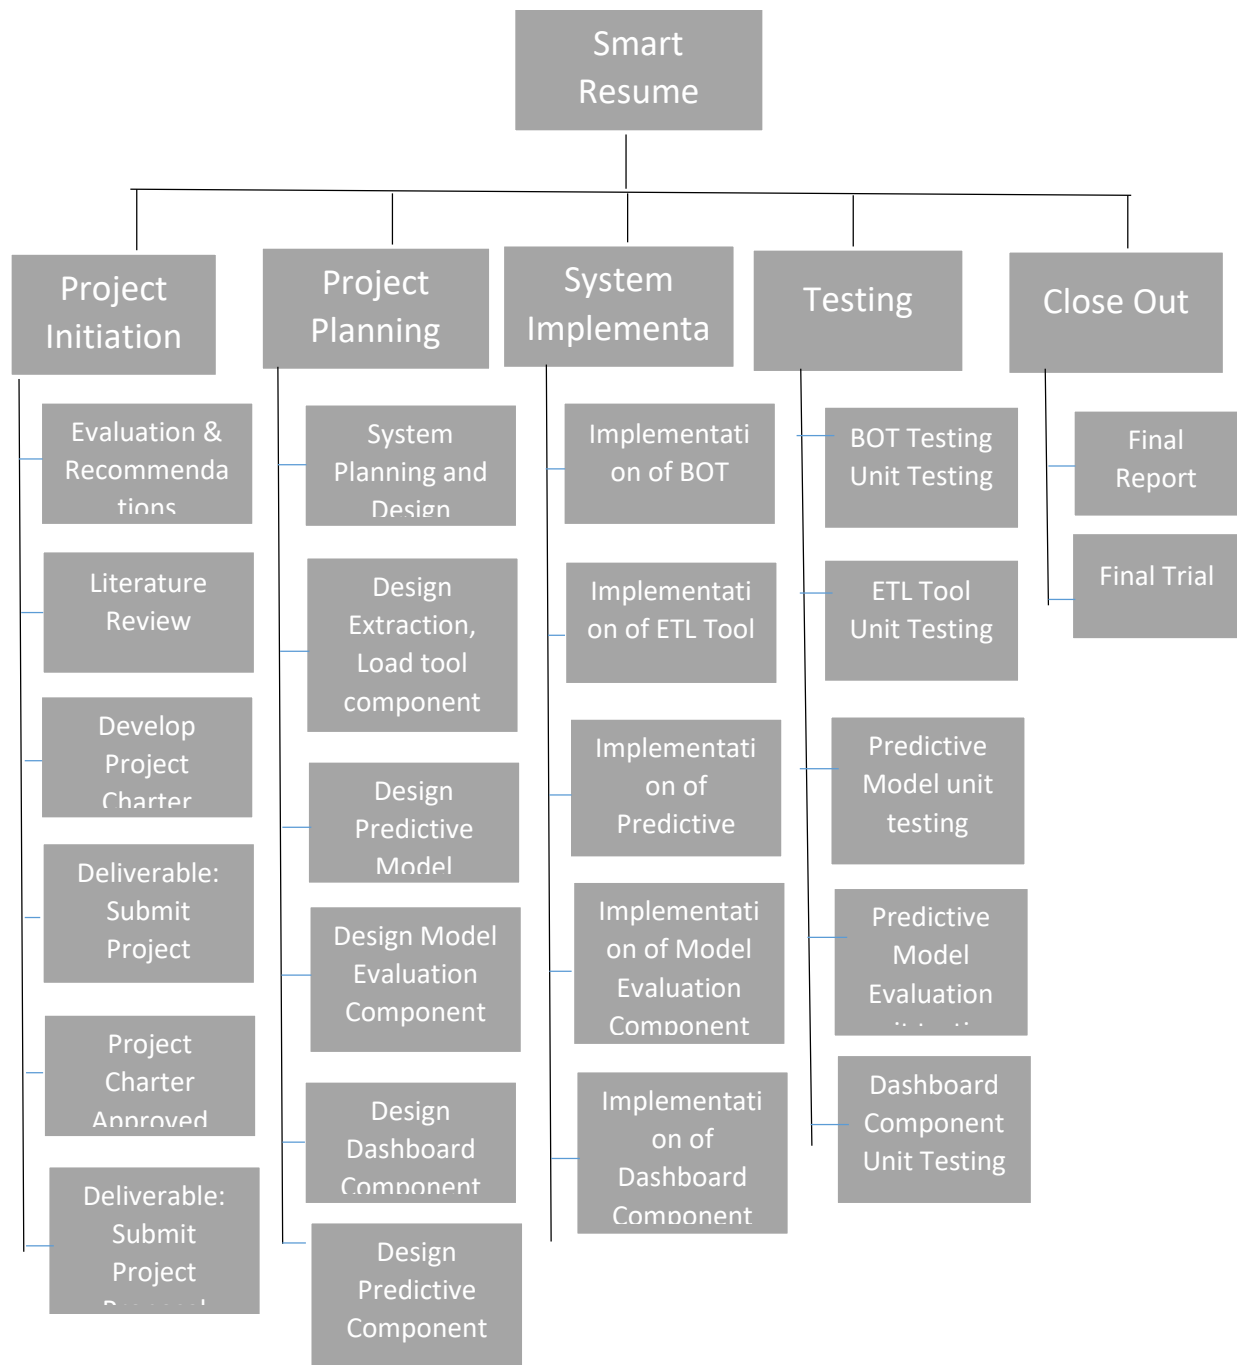 Smart
Resume
Project
Initiation
Project
Planning
System
Implementa
Testing
Close Out
Evaluation &
Recommenda
tions
Literature
Review
Develop
Project
Charter
Deliverable:
Submit
Project
Project
Charter
Approved
Deliverable:
Submit
Project
System
Planning and
Design
Design
Extraction,
Load tool
component
Design
Predictive
Model
Design Model
Evaluation
Component
Design
Dashboard
Component
Design
Predictive
Component
Implementati
on of BOT
Implementati
on of ETL Tool
Implementati
on of
Predictive
Implementati
on of Model
Evaluation
Component
Implementati
on of
Dashboard
Component
BOT Testing
Unit Testing
ETL Tool
Unit Testing
Predictive
Model unit
testing
Predictive
Model
Evaluation
Dashboard
Component
Unit Testing
Final
Report
Final Trial